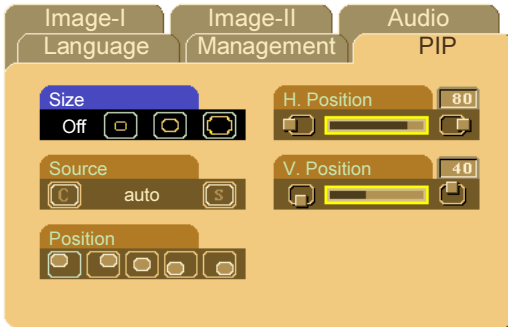 Image-I Image-II Audio
Language Management PIP
Size
Off
H. Position 80
Source
C auto S
V. Position 40
Position